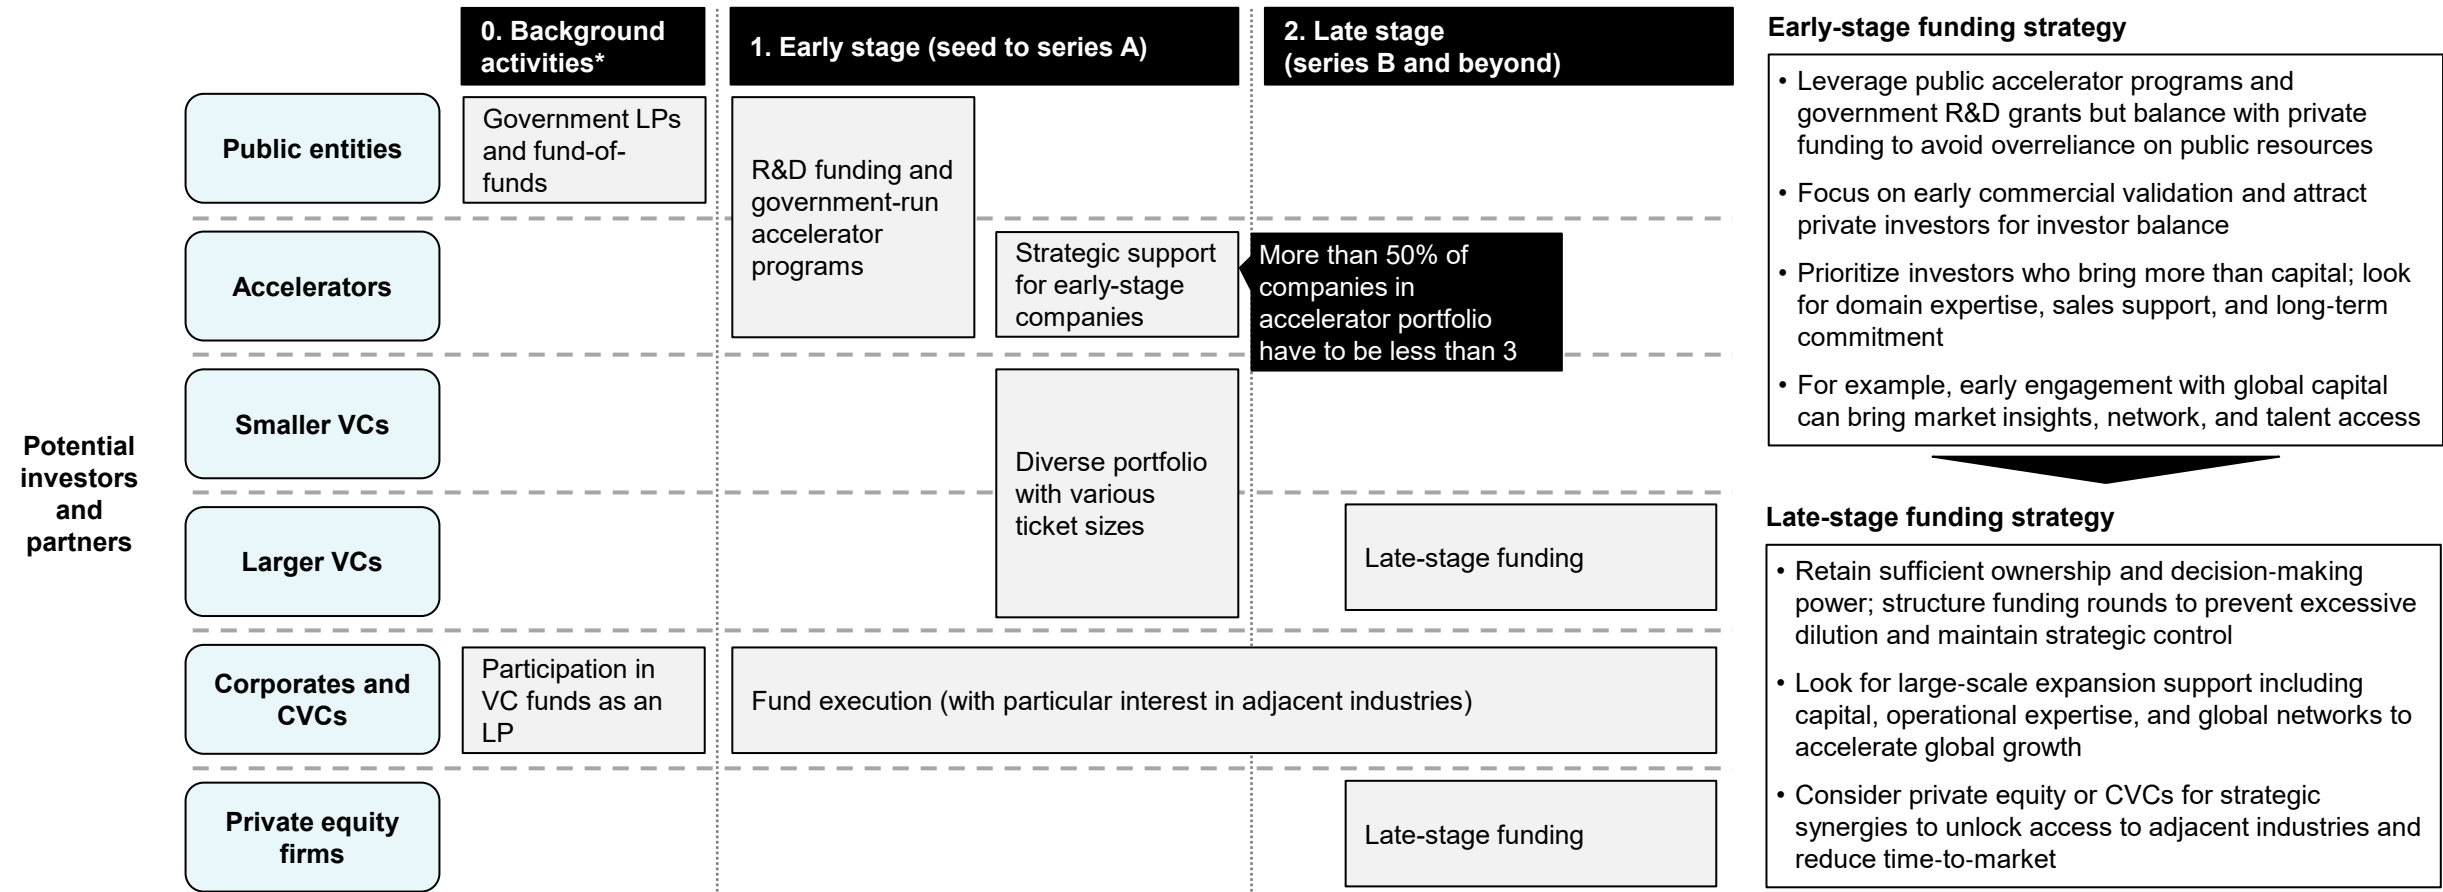 0. Background
activities*
1. Early stage (seed to series A)
2. Late stage
(series B and beyond)
Potential
investors
and
partners
Public entities
Government LPs
and fund-of-
funds
R&D funding and
government-run
accelerator
programs
Accelerators
Strategic support
for early-stage
companies
More than 50% of
companies in
accelerator portfolio
have to be less than 3
Smaller VCs
Diverse portfolio
with various
ticket sizes
Larger VCs
Late-stage funding
Corporates and
CVCs
Participation in
VC funds as an
LP
Fund execution (with particular interest in adjacent industries)
Private equity
firms
Late-stage funding
Early-stage funding strategy
• Leverage public accelerator programs and
government R&D grants but balance with private
funding to avoid overreliance on public resources
• Focus on early commercial validation and attract
private investors for investor balance
• Prioritize investors who bring more than capital; look
for domain expertise, sales support, and long-term
commitment
• For example, early engagement with global capital
can bring market insights, network, and talent access
Late-stage funding strategy
• Retain sufficient ownership and decision-making
power; structure funding rounds to prevent excessive
dilution and maintain strategic control
• Look for large-scale expansion support including
capital, operational expertise, and global networks to
accelerate global growth
• Consider private equity or CVCs for strategic
synergies to unlock access to adjacent industries and
reduce time-to-market